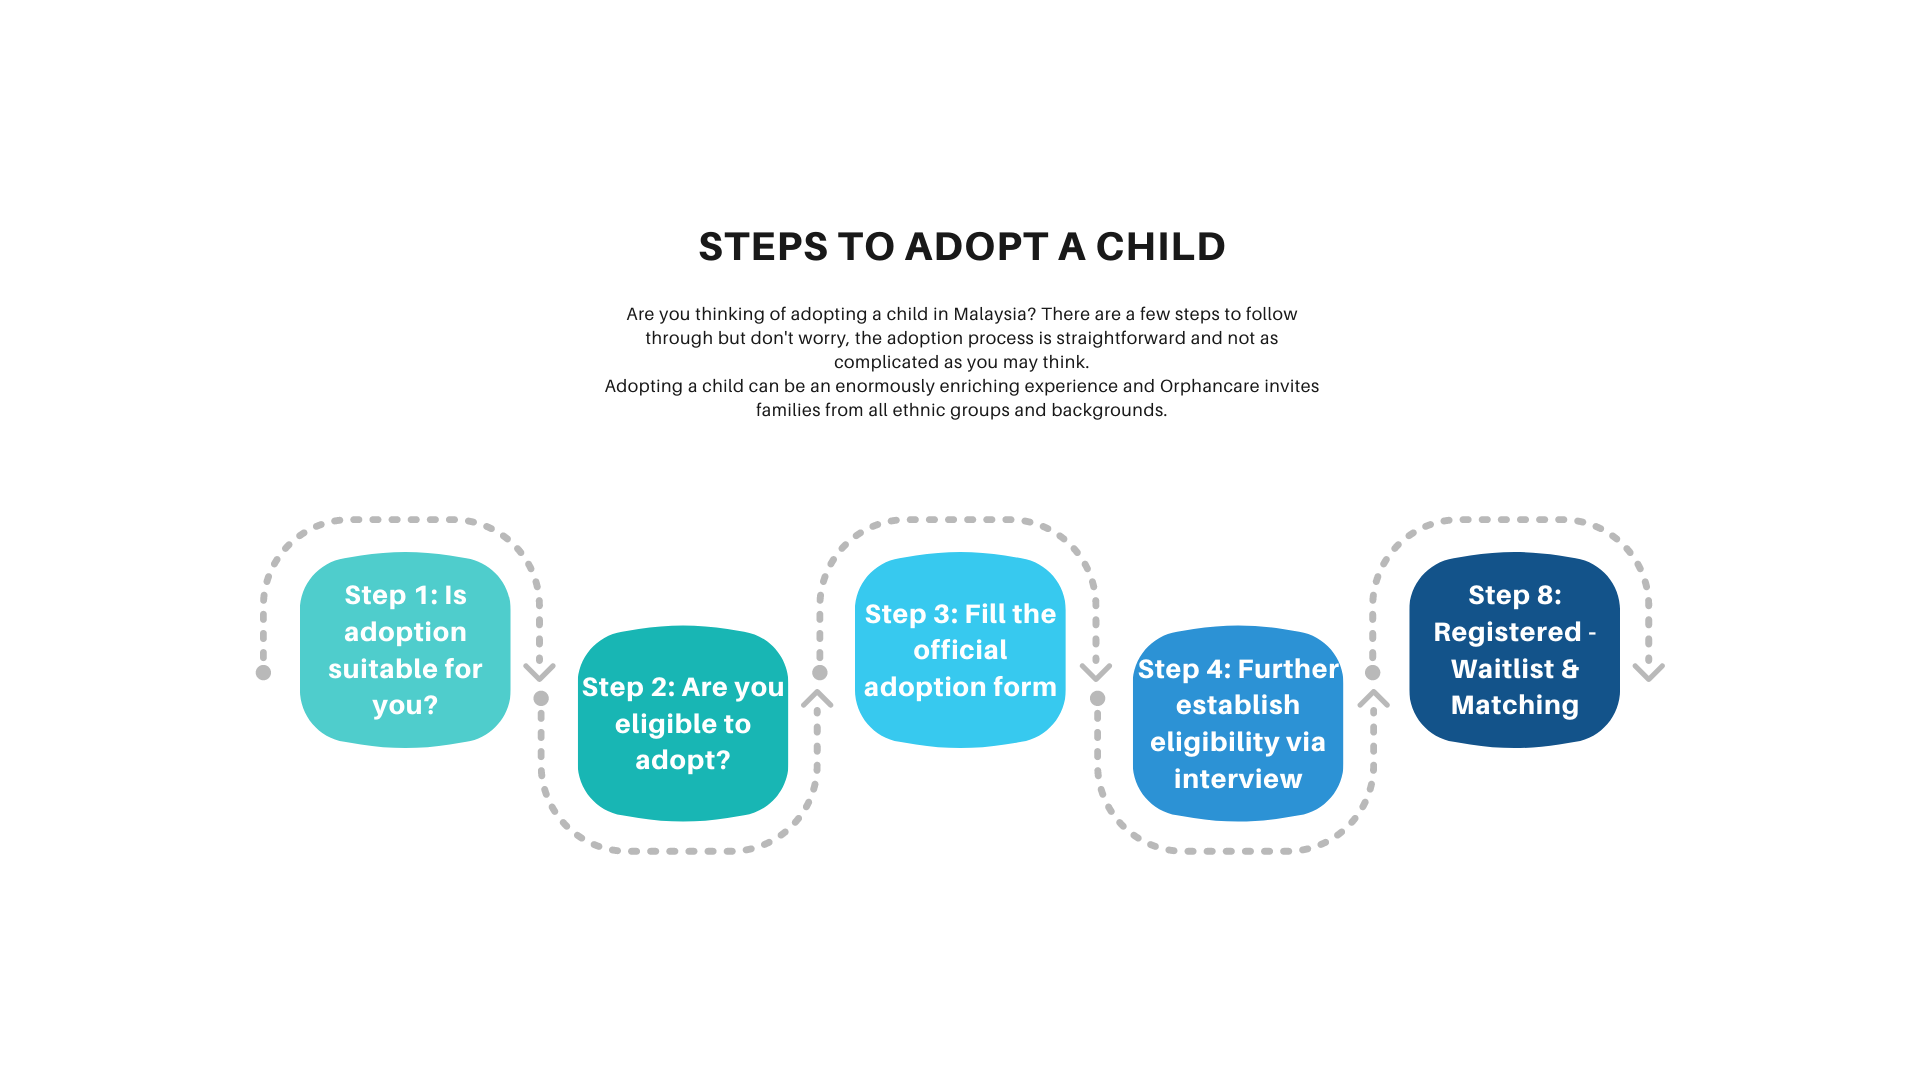 STEPS TO ADOPT A CHILD
Are you thinking of adopting a child in Malaysia? There are a few steps to follow
through but don't worry, the adoption process is straightforward and not as
complicated as you may think.
Adopting a child can be an enormously enriching experience and Orphancare invites
families from all ethnic groups and backgrounds.
Step 1: Is
adoption
suitable for
you?
Step 2: Are you
eligible to
adopt?
Step 3: Fill the
official
adoption form
Step 4: Further
establish
eligibility via
interview
Step 8:
Registered -
Waitlist &
Matching